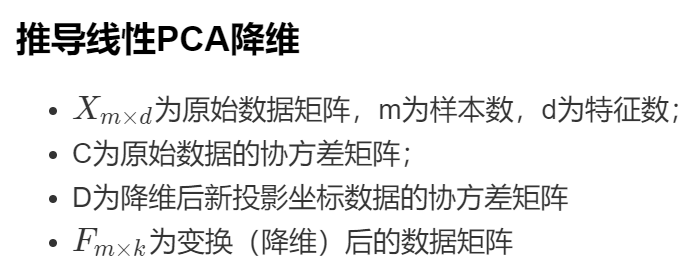 推导线性PCA降维
• X_{m×d}为原始数据矩阵，m为样本数，d为特征数；
• C为原始数据的协方差矩阵；
• D为降维后新投影坐标数据的协方差矩阵
• F_{m×k}为变换（降维）后的数据矩阵